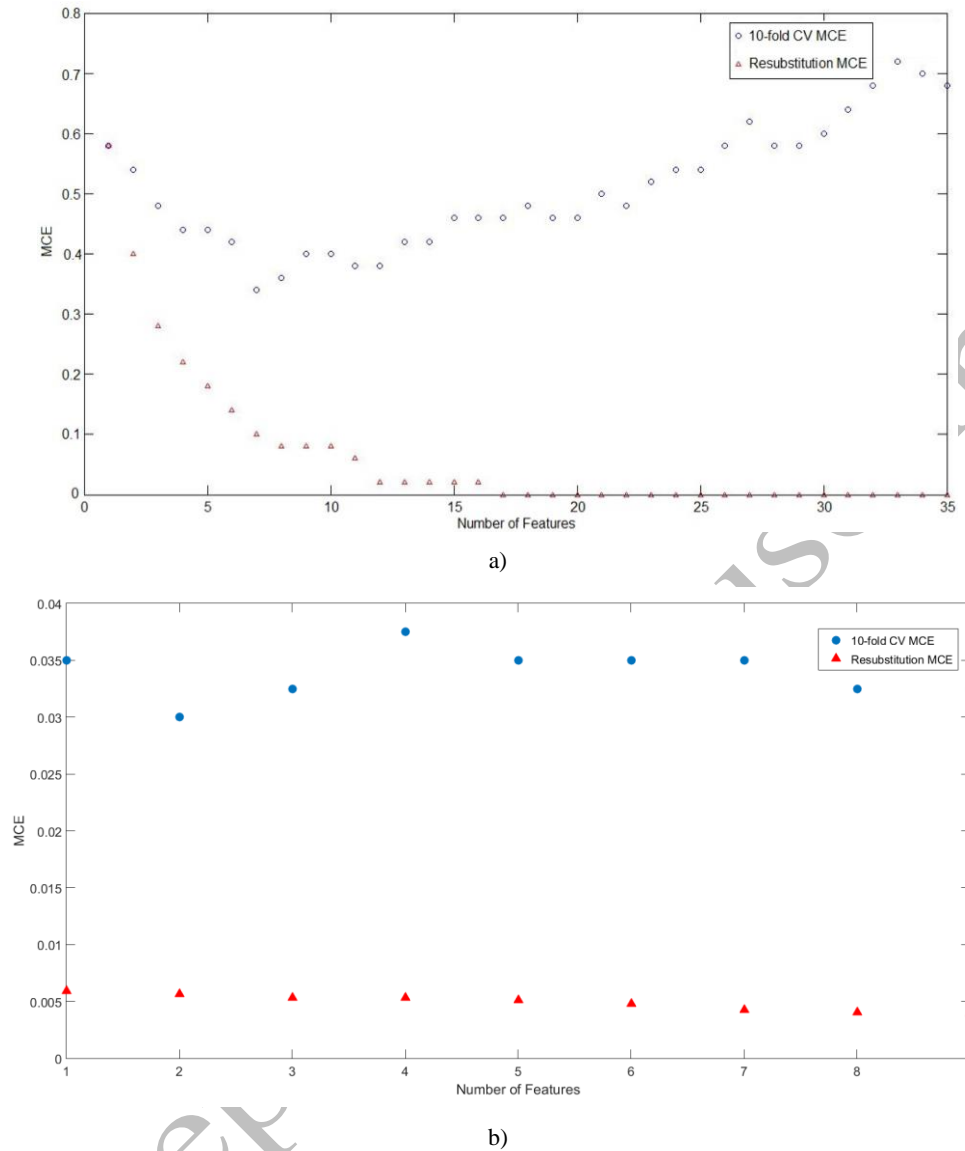 0.8
0.7
0.6
0.5
0.4
0.3
0.2
0.1
0
MCE
10-fold CV MCE
Resubstitution MCE
0 5 10 15 20 25 30 35
Number of Features
a)
0.04
0.035
0.03
0.025
0.02
0.015
0.01
0.005
0
MCE
10-fold CV MCE
Resubstitution MCE
1 2 3 4 5 6 7 8
Number of Features
b)